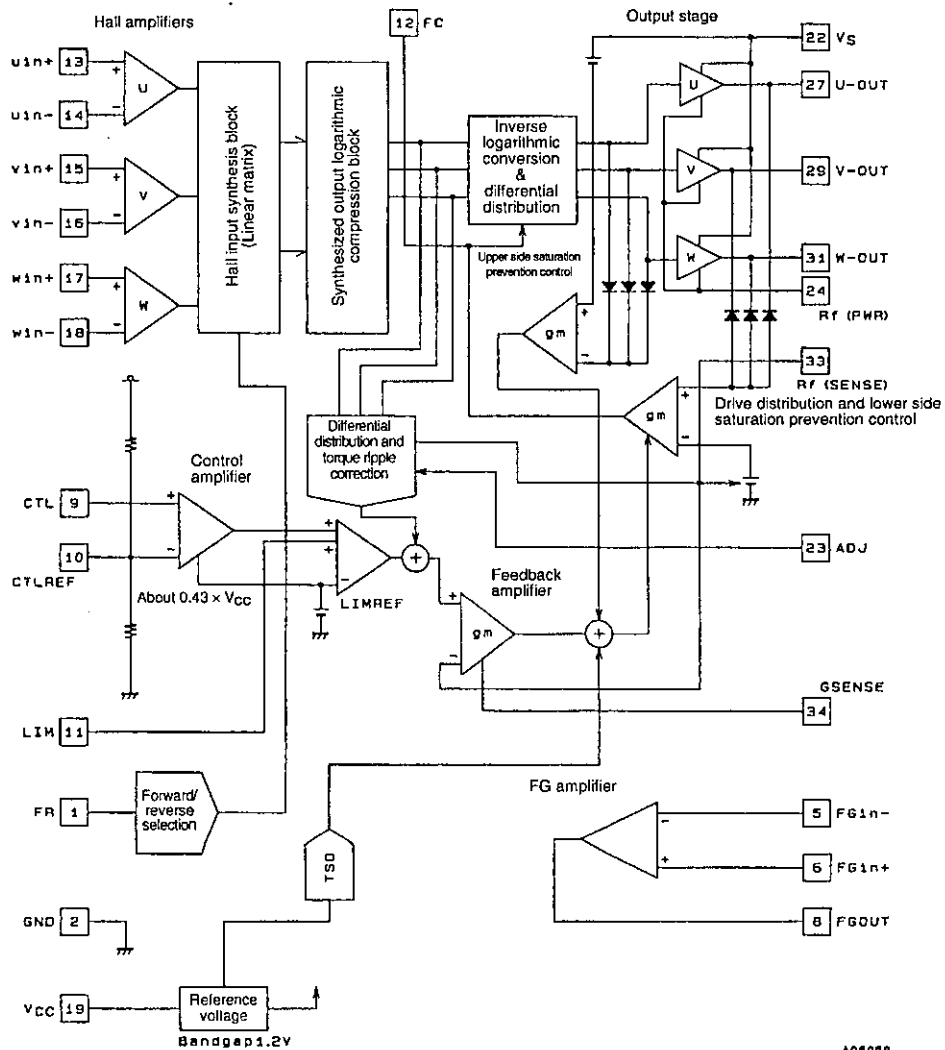 Hall amplifiers
12 FC
Output stage
22 VS
uin+ 13
+
U
-
uin- 14
27 U-OUT
vin+ 15
+
V
-
vin- 16
29 V-OUT
win+ 17
+
W
-
win- 18
31 W-OUT
24
Rf (PWR)
Hall input synthesis block
(Linear matrix)
Synthesized output logarithmic
compression block
Inverse
logarithmic
conversion
&
differential
distribution
Upper side saturation
prevention control
U
V
W
+
gm
-
33
Rf (SENSE)
+
gm
-
Drive distribution and lower side
saturation prevention control
Differential
distribution and
torque ripple
correction
Control
amplifier
CTL 9
+
-
10
CTLREF
About 0.43 × VCC
+
+
-
LIMREF
+
23 ADJ
Feedback
amplifier
+
gm
-
+
GSENSE
34
LIM 11
FR 1
Forward/
reverse
selection
TSD
FG amplifier
-
+
5 FGin-
6 FGin+
8 FGOUT
GND 2
VCC 19
Reference
voltage
Bandgap1.2V